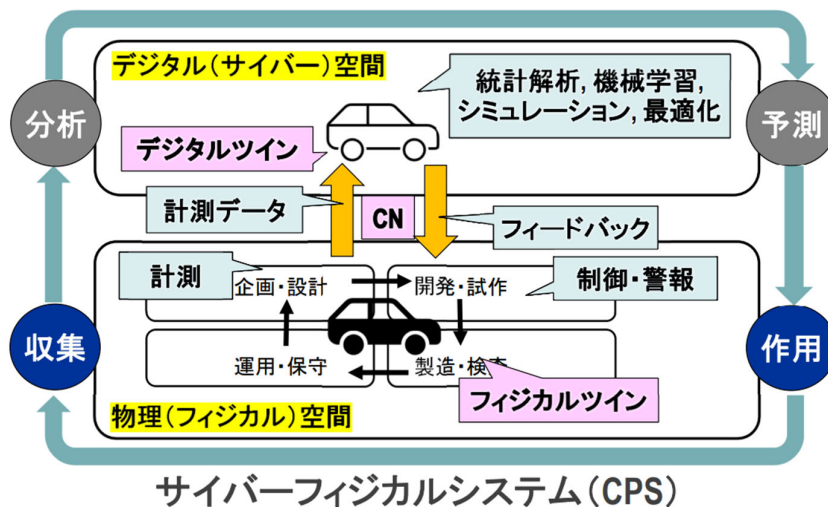 デジタル(サイバー)空間
統計解析, 機械学習,
シミュレーション, 最適化
分析
予測
デジタルツイン
計測データ
CN
フィードバック
計測
企画・設計
開発・試作
制御・警報
収集
作用
運用・保守
製造・検査
フィジカルツイン
物理(フィジカル)空間
サイバーフィジカルシステム(CPS)